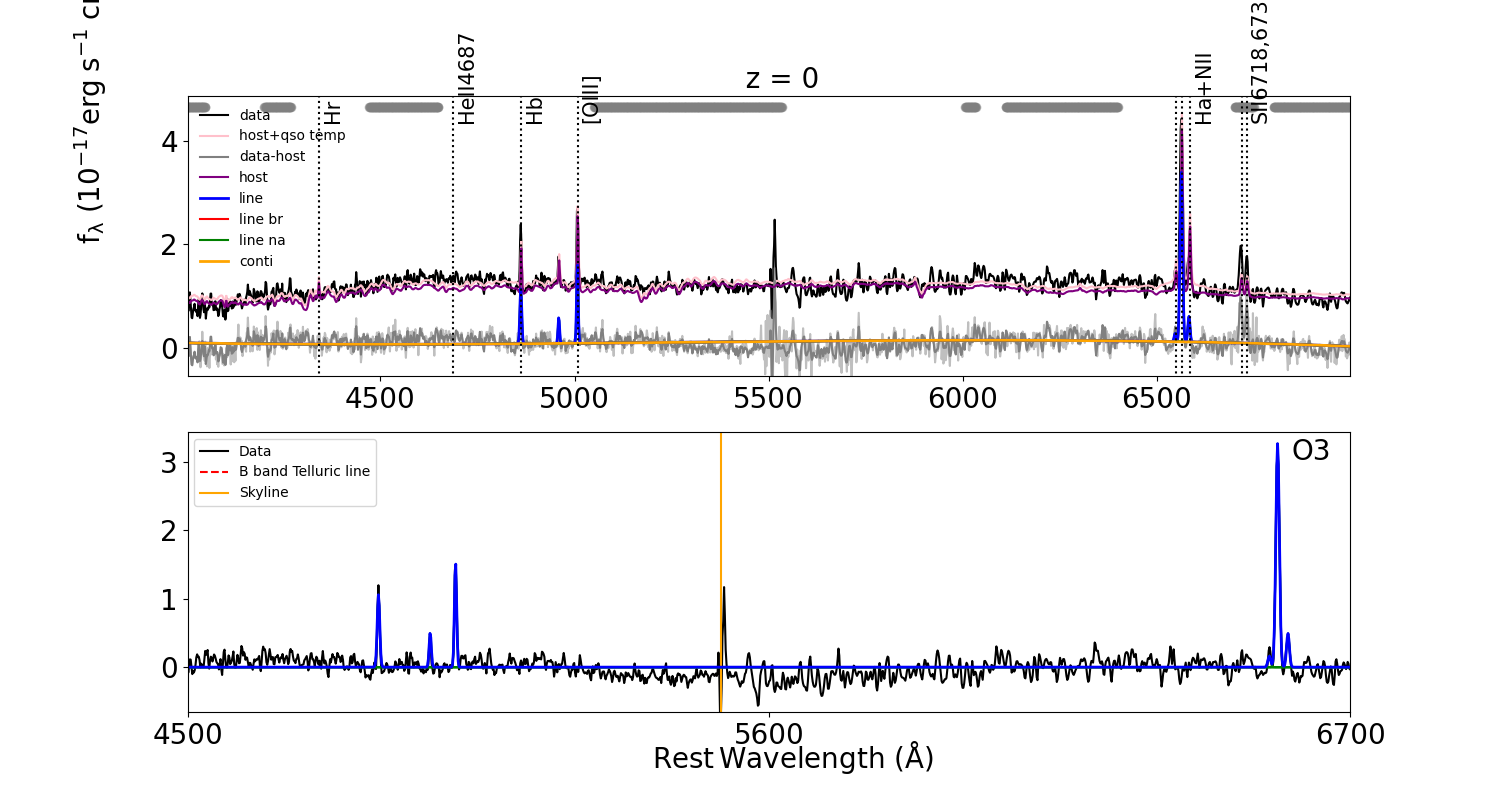 z = 0
f_λ (10^−17 erg s^−1 c
Hr
HeII4687
Hb
[OIII]
Ha+NII
SII6718,673
data
host+qso temp
data-host
host
line
line br
line na
conti
4
2
0
4500
5000
5500
6000
6500
Data
B band Telluric line
Skyline
O3
3
2
1
0
4500
5600
6700
Rest Wavelength (Å)